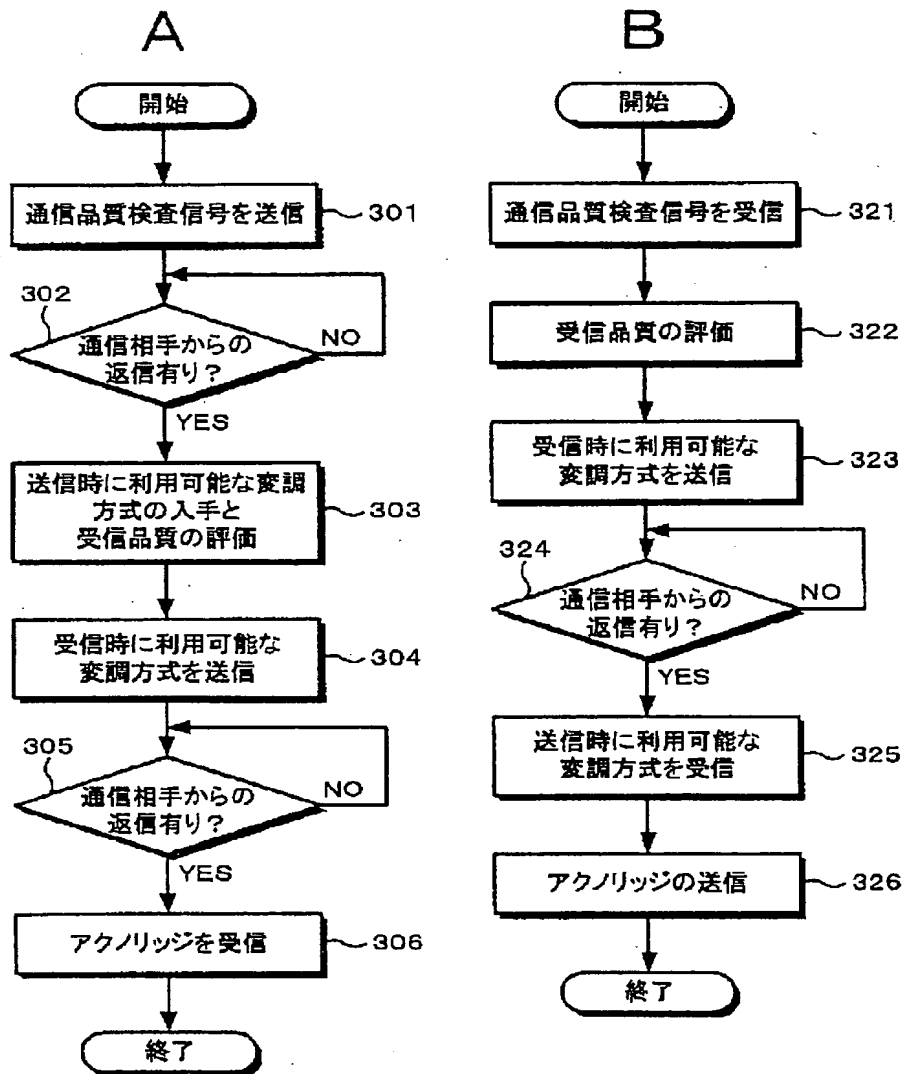 A
開始
通信品質検査信号を送信
301
302
通信相手からの
返信有り?
NO
YES
送信時に利用可能な変調
方式の入手と
受信品質の評価
303
受信時に利用可能な
変調方式を送信
304
305
通信相手からの
返信有り?
NO
YES
アクノリッジを受信
306
終了
B
開始
通信品質検査信号を受信
321
受信品質の評価
322
受信時に利用可能な
変調方式を送信
323
324
通信相手からの
返信有り?
NO
YES
送信時に利用可能な
変調方式を受信
325
アクノリッジの送信
326
終了